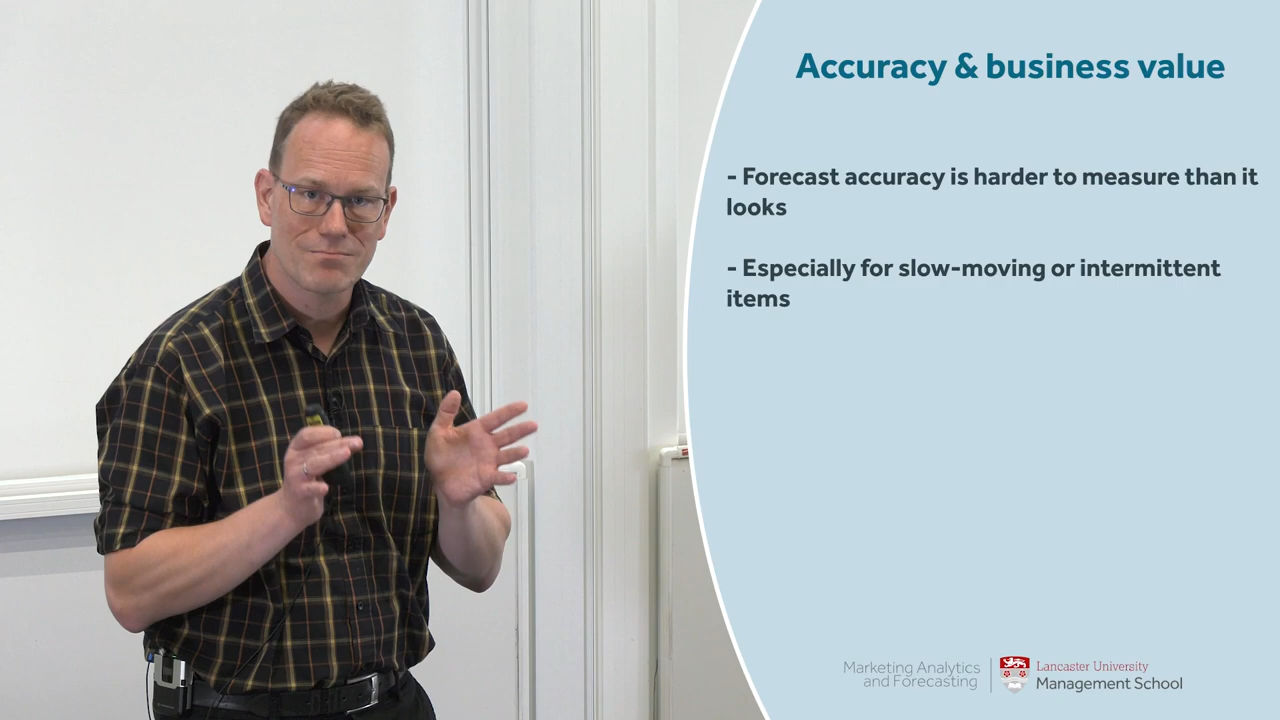 Accuracy & business value
- Forecast accuracy is harder to measure than it
looks
- Especially for slow-moving or intermittent
items
Marketing Analytics
and Forecasting
Lancaster University
Management School